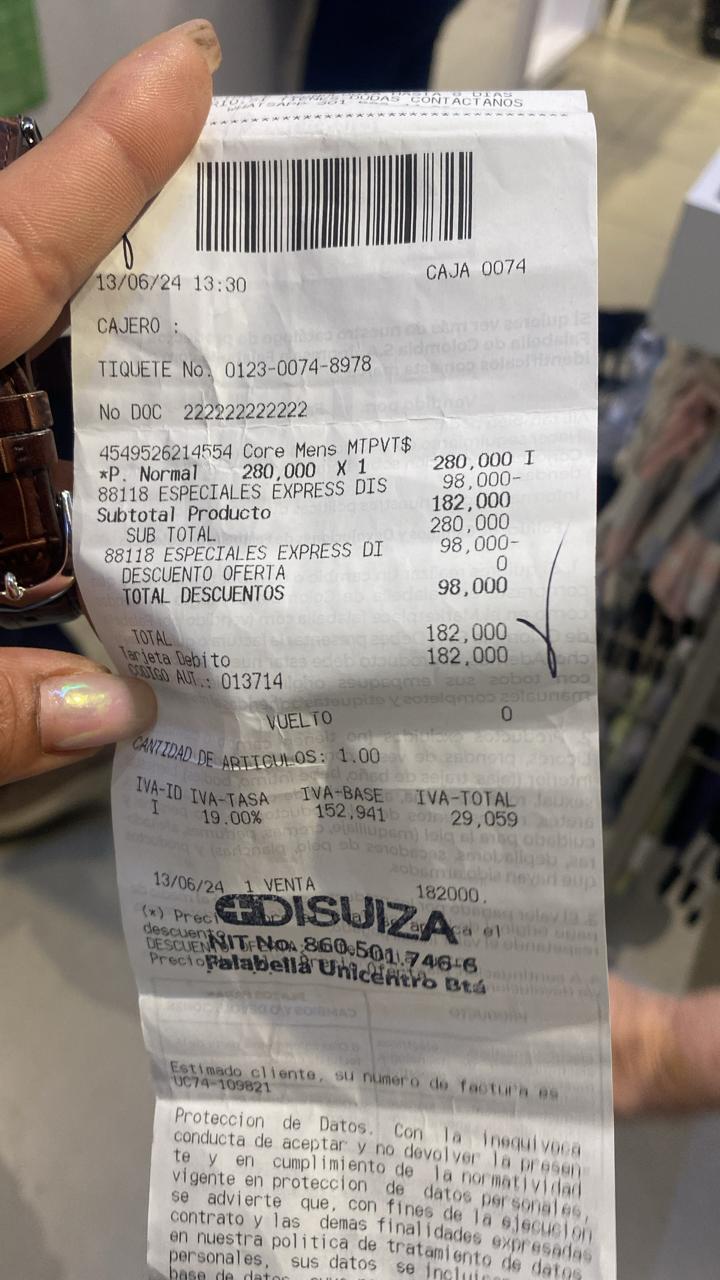 DUDAS CONTACTANOS
13/06/24 13:30 CAJA 0074
CAJERO :
TIQUETE No. 0123-0074-8978
No DOC 222222222222
4549526214554 Core Mens MTPVT$
*P. Normal 280,000 X 1 280,000 I
88118 ESPECIALES EXPRESS DIS 98,000-
Subtotal Producto 182,000
SUB TOTAL 280,000
88118 ESPECIALES EXPRESS DI 98,000-
DESCUENTO OFERTA 0
TOTAL DESCUENTOS 98,000
TOTAL 182,000
Tarjeta Debito 182,000
CODIGO AUT.: 013714
VUELTO 0
CANTIDAD DE ARTICULOS: 1.00
IVA-ID IVA-TASA IVA-BASE IVA-TOTAL
I 19.00% 152,941 29,059
13/06/24 1 VENTA 182000.
DISUIZA
NIT No. 860.501.746-6
Falabella Unicentro Btá
Estimado cliente, su numero de factura es
UC74-109821
Proteccion de Datos. Con la inequivoca
conducta de aceptar y no devolver la presen
te y en cumplimiento de la normatividad
vigente en proteccion de datos personales,
se advierte que, con fines de la ejecución
contrato y las demas finalidades expresadas
en nuestra politica de tratamiento de datos
personales, sus datos se